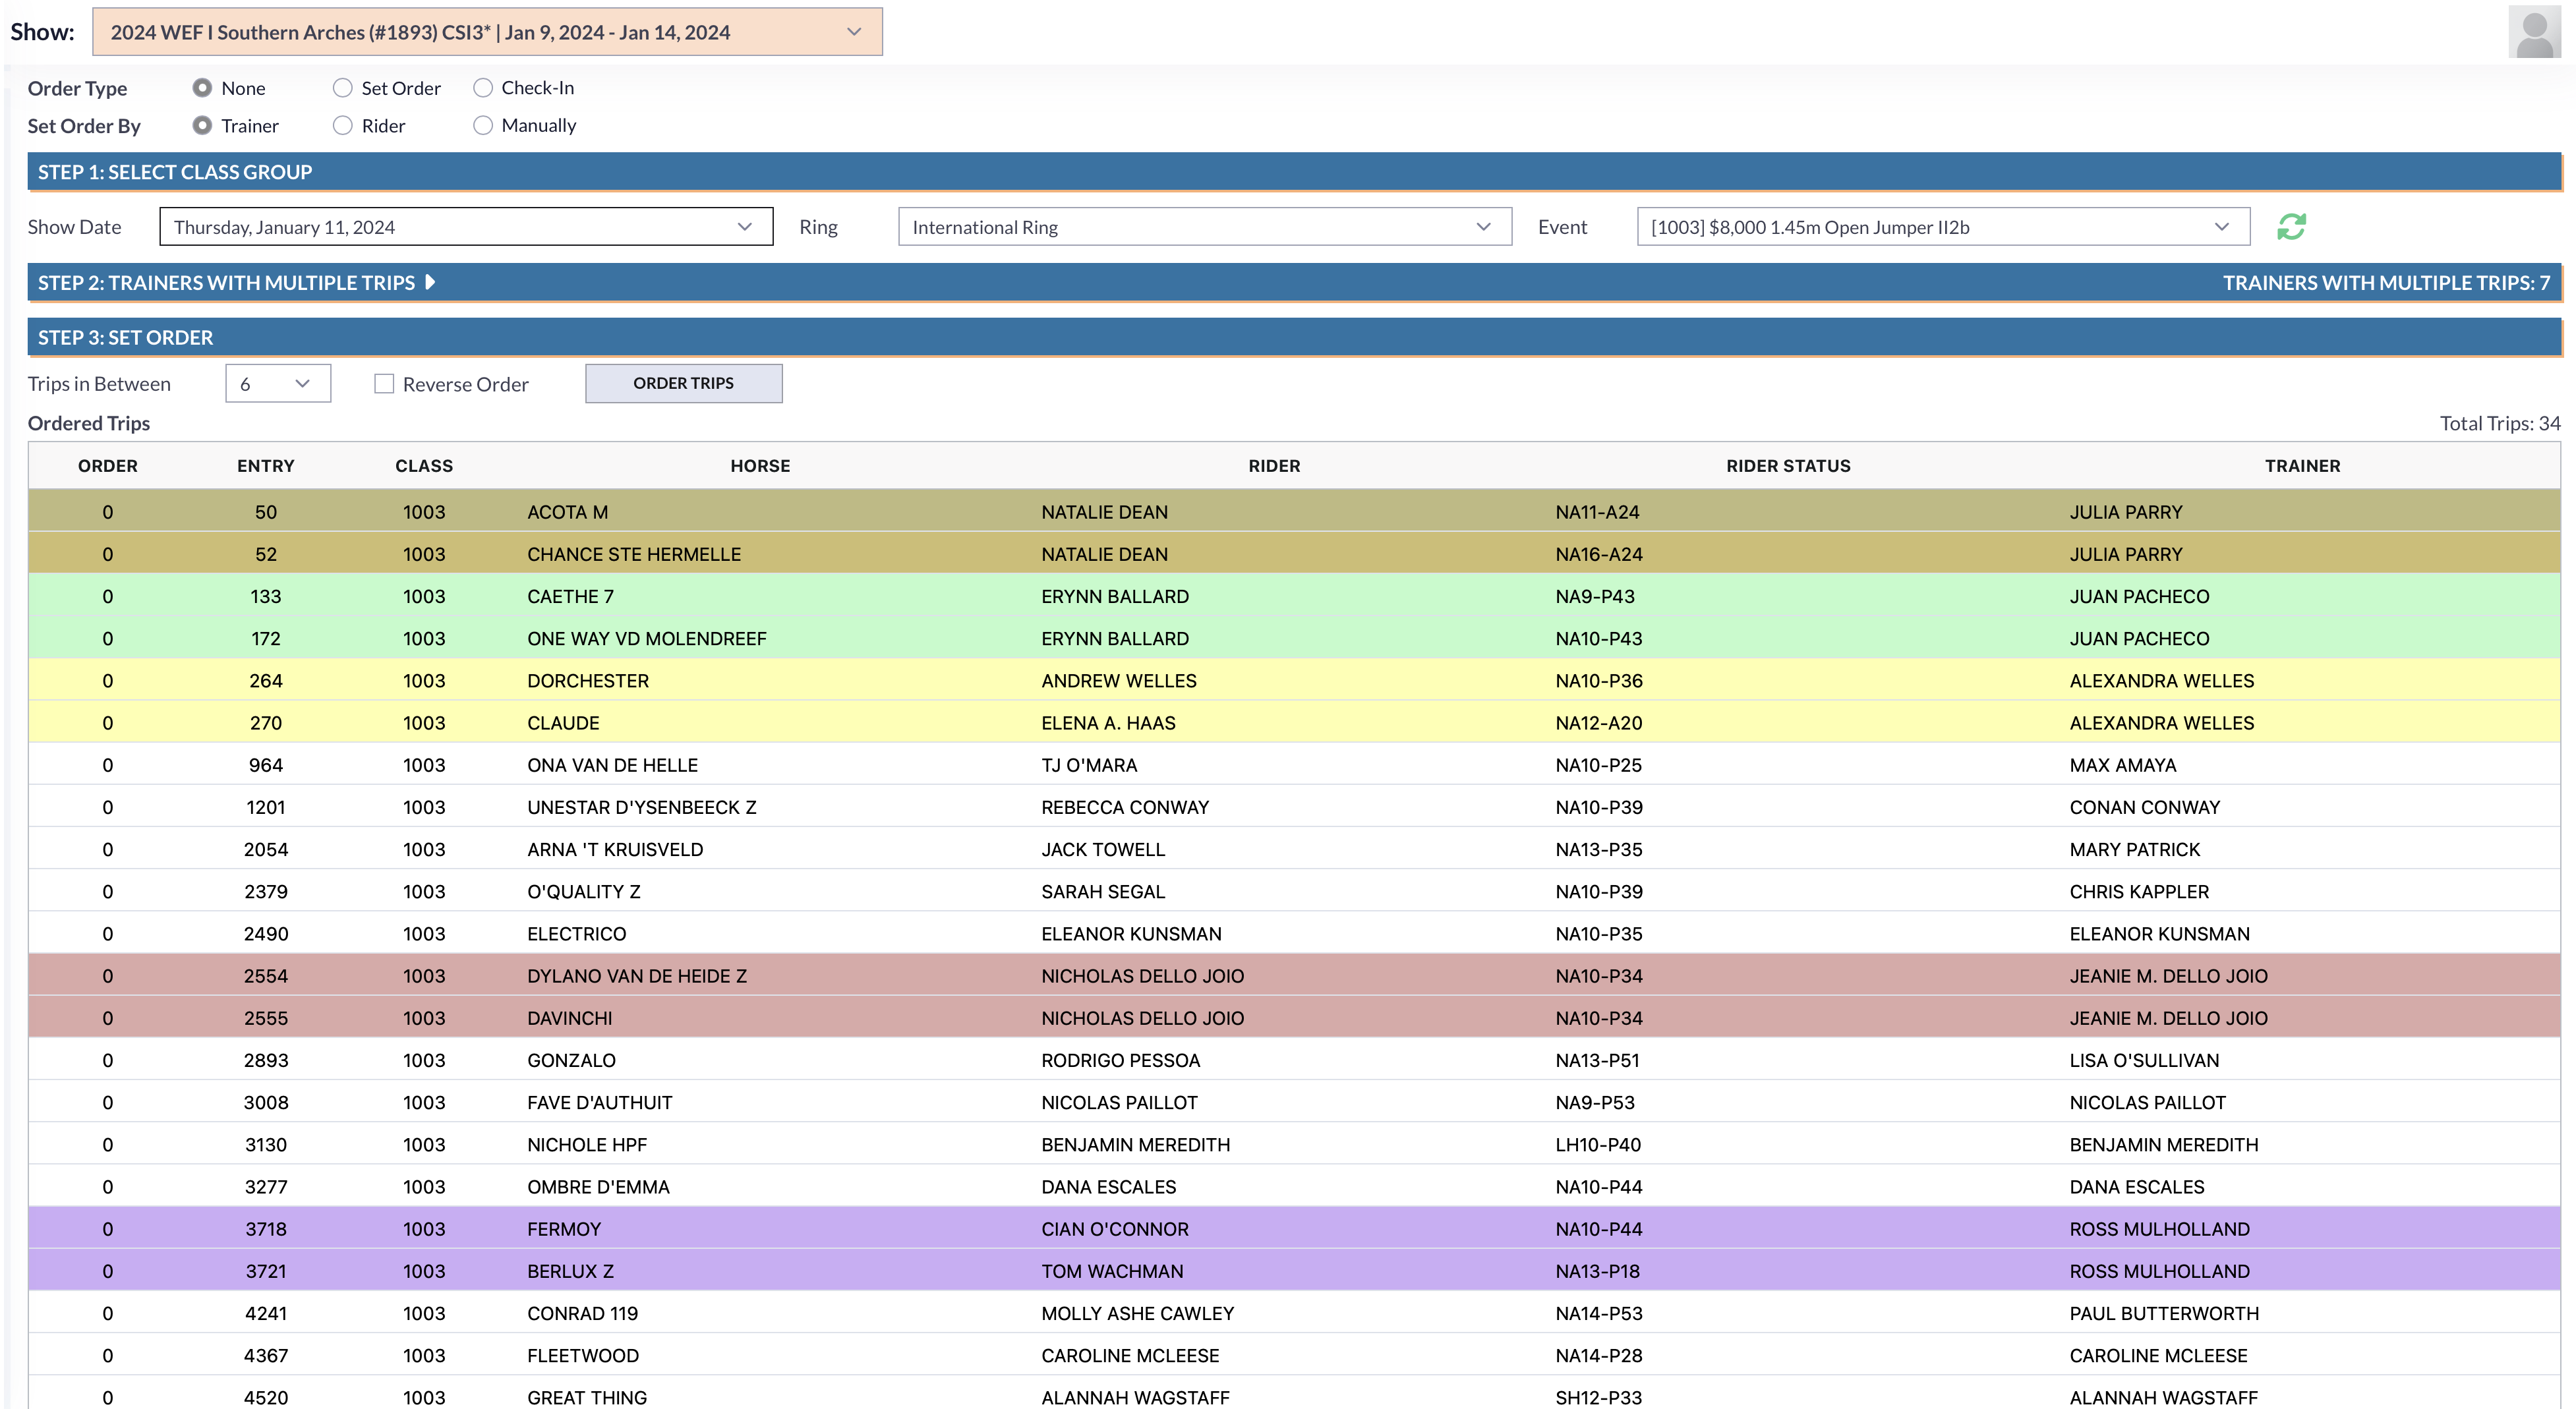 Show: 2024 WEF I Southern Arches (#1893) CSI3* | Jan 9, 2024 - Jan 14, 2024
Order Type None Set Order Check-In
Set Order By Trainer Rider Manually
STEP 1: SELECT CLASS GROUP
Show Date Thursday, January 11, 2024 Ring International Ring Event [1003] $8,000 1.45m Open Jumper II2b
STEP 2: TRAINERS WITH MULTIPLE TRIPS TRAINERS WITH MULTIPLE TRIPS: 7
STEP 3: SET ORDER
Trips in Between 6 Reverse Order ORDER TRIPS
Ordered Trips Total Trips: 34
ORDER ENTRY CLASS HORSE RIDER RIDER STATUS TRAINER
0 50 1003 ACOTA M NATALIE DEAN NA11-A24 JULIA PARRY
0 52 1003 CHANCE STE HERMELLE NATALIE DEAN NA16-A24 JULIA PARRY
0 133 1003 CAETHE 7 ERYNN BALLARD NA9-P43 JUAN PACHECO
0 172 1003 ONE WAY VD MOLENDREEF ERYNN BALLARD NA10-P43 JUAN PACHECO
0 264 1003 DORCHESTER ANDREW WELLES NA10-P36 ALEXANDRA WELLES
0 270 1003 CLAUDE ELENA A. HAAS NA12-A20 ALEXANDRA WELLES
0 964 1003 ONA VAN DE HELLE TJ O'MARA NA10-P25 MAX AMAYA
0 1201 1003 UNESTAR D'YSENBEECK Z REBECCA CONWAY NA10-P39 CONAN CONWAY
0 2054 1003 ARNA 'T KRUISVELD JACK TOWELL NA13-P35 MARY PATRICK
0 2379 1003 O'QUALITY Z SARAH SEGAL NA10-P39 CHRIS KAPPLER
0 2490 1003 ELECTRICO ELEANOR KUNSMAN NA10-P35 ELEANOR KUNSMAN
0 2554 1003 DYLANO VAN DE HEIDE Z NICHOLAS DELLO JOIO NA10-P34 JEANIE M. DELLO JOIO
0 2555 1003 DAVINCHI NICHOLAS DELLO JOIO NA10-P34 JEANIE M. DELLO JOIO
0 2893 1003 GONZALO RODRIGO PESSOA NA13-P51 LISA O'SULLIVAN
0 3008 1003 FAVE D'AUTHUIT NICOLAS PAILLOT NA9-P53 NICOLAS PAILLOT
0 3130 1003 NICHOLE HPF BENJAMIN MEREDITH LH10-P40 BENJAMIN MEREDITH
0 3277 1003 OMBRE D'EMMA DANA ESCALES NA10-P44 DANA ESCALES
0 3718 1003 FERMOY CIAN O'CONNOR NA10-P44 ROSS MULHOLLAND
0 3721 1003 BERLUX Z TOM WACHMAN NA13-P18 ROSS MULHOLLAND
0 4241 1003 CONRAD 119 MOLLY ASHE CAWLEY NA14-P53 PAUL BUTTERWORTH
0 4367 1003 FLEETWOOD CAROLINE MCLEESE NA14-P28 CAROLINE MCLEESE
0 4520 1003 GREAT THING ALANNAH WAGSTAFF SH12-P33 ALANNAH WAGSTAFF